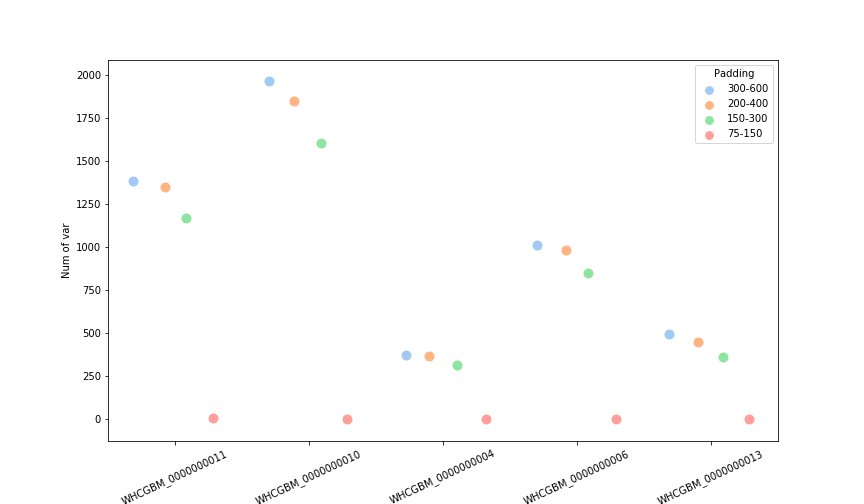 2000
1750
1500
1250
1000
750
500
250
0
Num of var
Padding
300-600
200-400
150-300
75-150
WHCGBM_0000000011
WHCGBM_0000000010
WHCGBM_0000000004
WHCGBM_0000000006
WHCGBM_0000000013